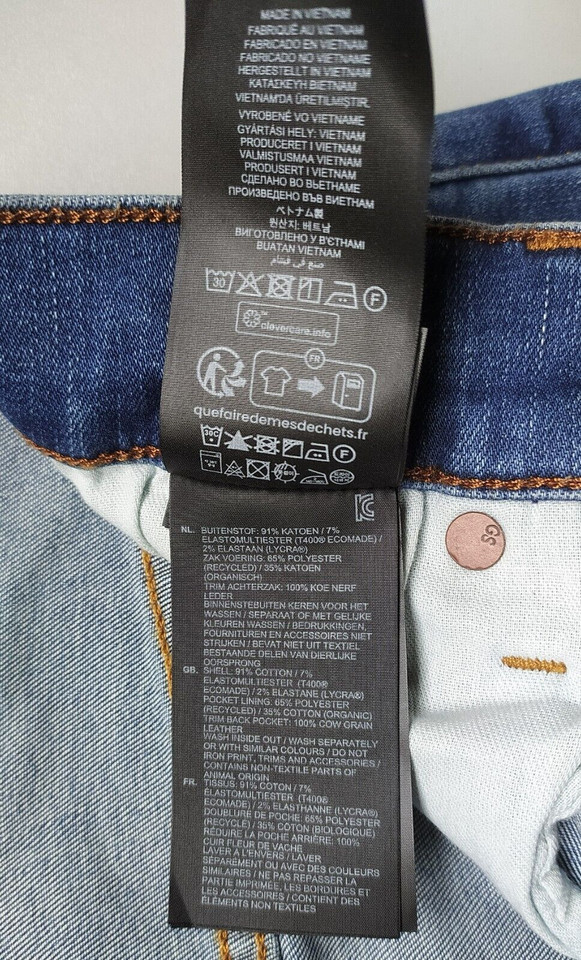 MADE IN VIETNAM
FABRIQUÉ AU VIETNAM
FABRICADO EN VIETNAM
FABRICADO NO VIETNAME
HERGESTELLT IN VIETNAM
ΚΑΤΑΣΚΕΥΗ ΒΙΕΤΝΑΜ
VIETNAM'DA ÜRETİLMİŞTİR.
VYROBENÉ VO VIETNAME
GYÁRTÁSI HELY: VIETNAM
PRODUCERET I VIETNAM
VALMISTUSMAA VIETNAM
PRODUSERT I VIETNAM
СДЕЛАНО ВО ВЬЕТНАМЕ
ПРОИЗВЕДЕНО ВЪВ ВИЕТНАМ
ベトナム製
원산지: 베트남
ВИГОТОВЛЕНО У В'ЄТНАМІ
BUATAN VIETNAM
صنع في فيتنام
30 F
clevercare.info
FR
quefairedemesdechets.fr
30C F
GS
NL. BUITENSTOF: 91% KATOEN / 7%
ELASTOMULTIESTER (T400® ECOMADE) /
2% ELASTAAN (LYCRA®)
ZAK VOERING: 65% POLYESTER
(RECYCLED) / 35% KATOEN
(ORGANISCH)
TRIM ACHTERZAK: 100% KOE NERF
LEDER
BINNENSTEBUITEN KEREN VOOR HET
WASSEN / SEPARAAT OF MET GELIJKE
KLEUREN WASSEN / BEDRUKKINGEN,
FOURNITUREN EN ACCESSOIRES NIET
STRIJKEN / BEVAT NIET UIT TEXTIEL
BESTAANDE DELEN VAN DIERLIJKE
OORSPRONG
GB. SHELL: 91% COTTON / 7%
ELASTOMULTIESTER (T400®
ECOMADE) / 2% ELASTANE (LYCRA®)
POCKET LINING: 65% POLYESTER
(RECYCLED) / 35% COTTON (ORGANIC)
TRIM BACK POCKET: 100% COW GRAIN
LEATHER
WASH INSIDE OUT / WASH SEPARATELY
OR WITH SIMILAR COLOURS / DO NOT
IRON PRINT, TRIMS AND ACCESSORIES /
CONTAINS NON-TEXTILE PARTS OF
ANIMAL ORIGIN
FR. TISSUS: 91% COTON / 7%
ÉLASTOMULTIESTER (T400®
ECOMADE) / 2% ELASTHANNE (LYCRA®)
DOUBLURE DE POCHE: 65% POLYESTER
(RECYCLÉ) / 35% COTON (BIOLOGIQUE)
RÉDUIRE LA POCHE ARRIÈRE: 100%
CUIR FLEUR DE VACHE
LAVER À L'ENVERS / LAVER
SÉPARÉMENT OU AVEC DES COULEURS
SIMILAIRES / NE PAS REPASSER LA
PARTIE IMPRIMÉE, LES BORDURES ET
LES ACCESSOIRES / CONTIENT DES
ÉLÉMENTS NON TEXTILES